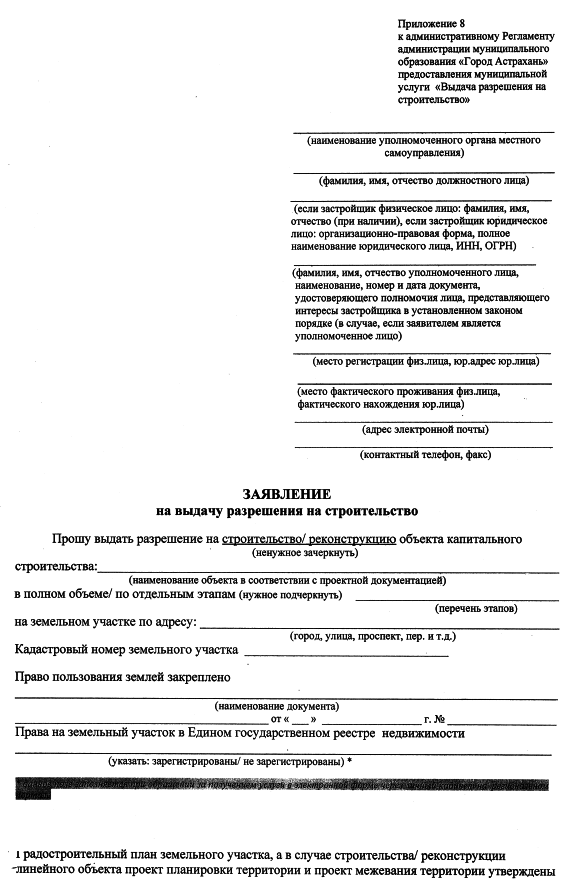 Приложение 8
к административному Регламенту
администрации муниципального
образования «Город Астрахань»
предоставления муниципальной
услуги «Выдача разрешения на
строительство»
(наименование уполномоченного органа местного
самоуправления)
(фамилия, имя, отчество должностного лица)
(если застройщик физическое лицо: фамилия, имя,
отчество (при наличии), если застройщик юридическое
лицо: организационно-правовая форма, полное
наименование юридического лица, ИНН, ОГРН)
(фамилия, имя, отчество уполномоченного лица,
наименование, номер и дата документа,
удостоверяющего полномочия лица, представляющего
интересы застройщика в установленном законом
порядке (в случае, если заявителем является
уполномоченное лицо)
(место регистрации физ.лица, юр.адрес юр.лица)
(место фактического проживания физ.лица,
фактического нахождения юр.лица)
(адрес электронной почты)
(контактный телефон, факс)
ЗАЯВЛЕНИЕ
на выдачу разрешения на строительство
Прошу выдать разрешение на строительство/ реконструкцию объекта капитального
(ненужное зачеркнуть)
строительства:
(наименование объекта в соответствии с проектной документацией)
в полном объеме/ по отдельным этапам (нужное подчеркнуть)
(перечень этапов)
на земельном участке по адресу:
(город, улица, проспект, пер. и т.д.)
Кадастровый номер земельного участка
Право пользования землей закреплено
(наименование документа)
от « ___ » г. №
Права на земельный участок в Едином государственном реестре недвижимости
(указать: зарегистрированы/ не зарегистрированы) *
радостроительный план земельного участка, а в случае строительства/ реконструкции
линейного объекта проект планировки территории и проект межевания территории утверждены